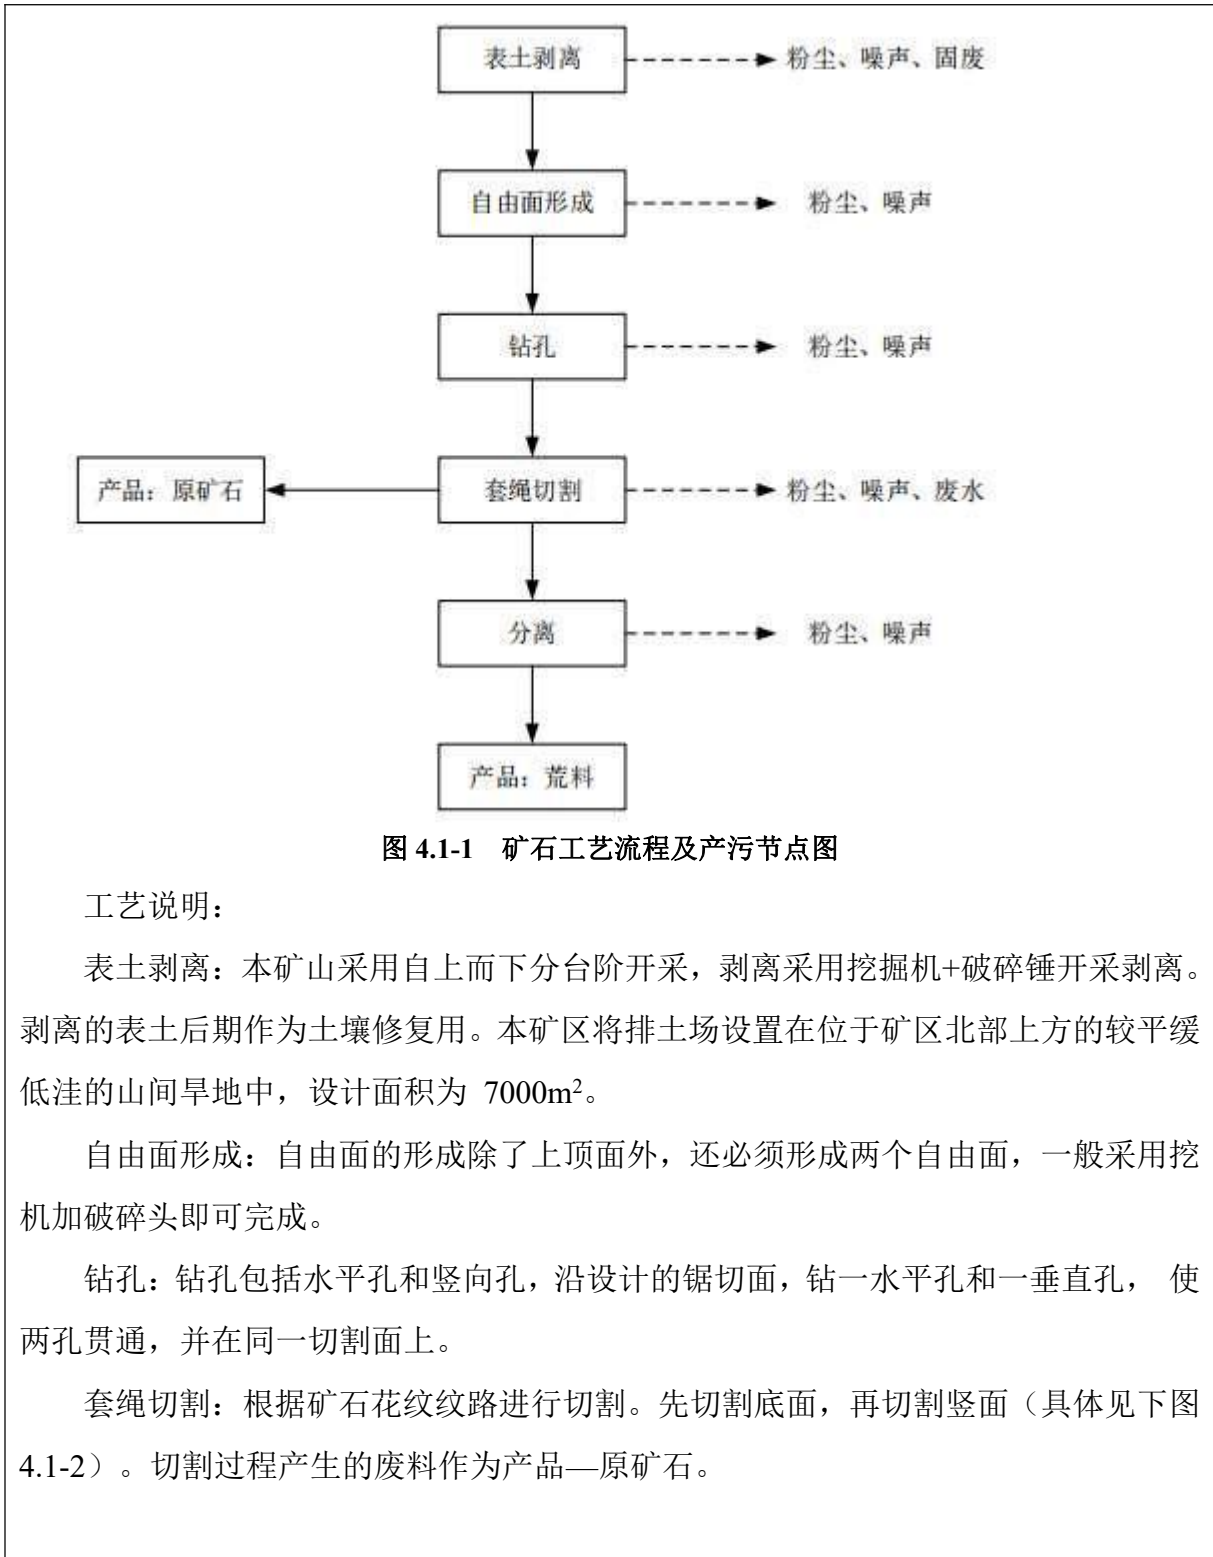 表土剥离
粉尘、噪声、固废
自由面形成
粉尘、噪声
钻孔
粉尘、噪声
产品：原矿石
套绳切割
粉尘、噪声、废水
分离
粉尘、噪声
产品：荒料
图 4.1-1 矿石工艺流程及产污节点图
工艺说明：
表土剥离：本矿山采用自上而下分台阶开采，剥离采用挖掘机+破碎锤开采剥离。
剥离的表土后期作为土壤修复用。本矿区将排土场设置在位于矿区北部上方的较平缓
低洼的山间旱地中，设计面积为 7000m²。
自由面形成：自由面的形成除了上顶面外，还必须形成两个自由面，一般采用挖
机加破碎头即可完成。
钻孔：钻孔包括水平孔和竖向孔，沿设计的锯切面，钻一水平孔和一垂直孔， 使
两孔贯通，并在同一切割面上。
套绳切割：根据矿石花纹纹路进行切割。先切割底面，再切割竖面（具体见下图
4.1-2）。切割过程产生的废料作为产品—原矿石。